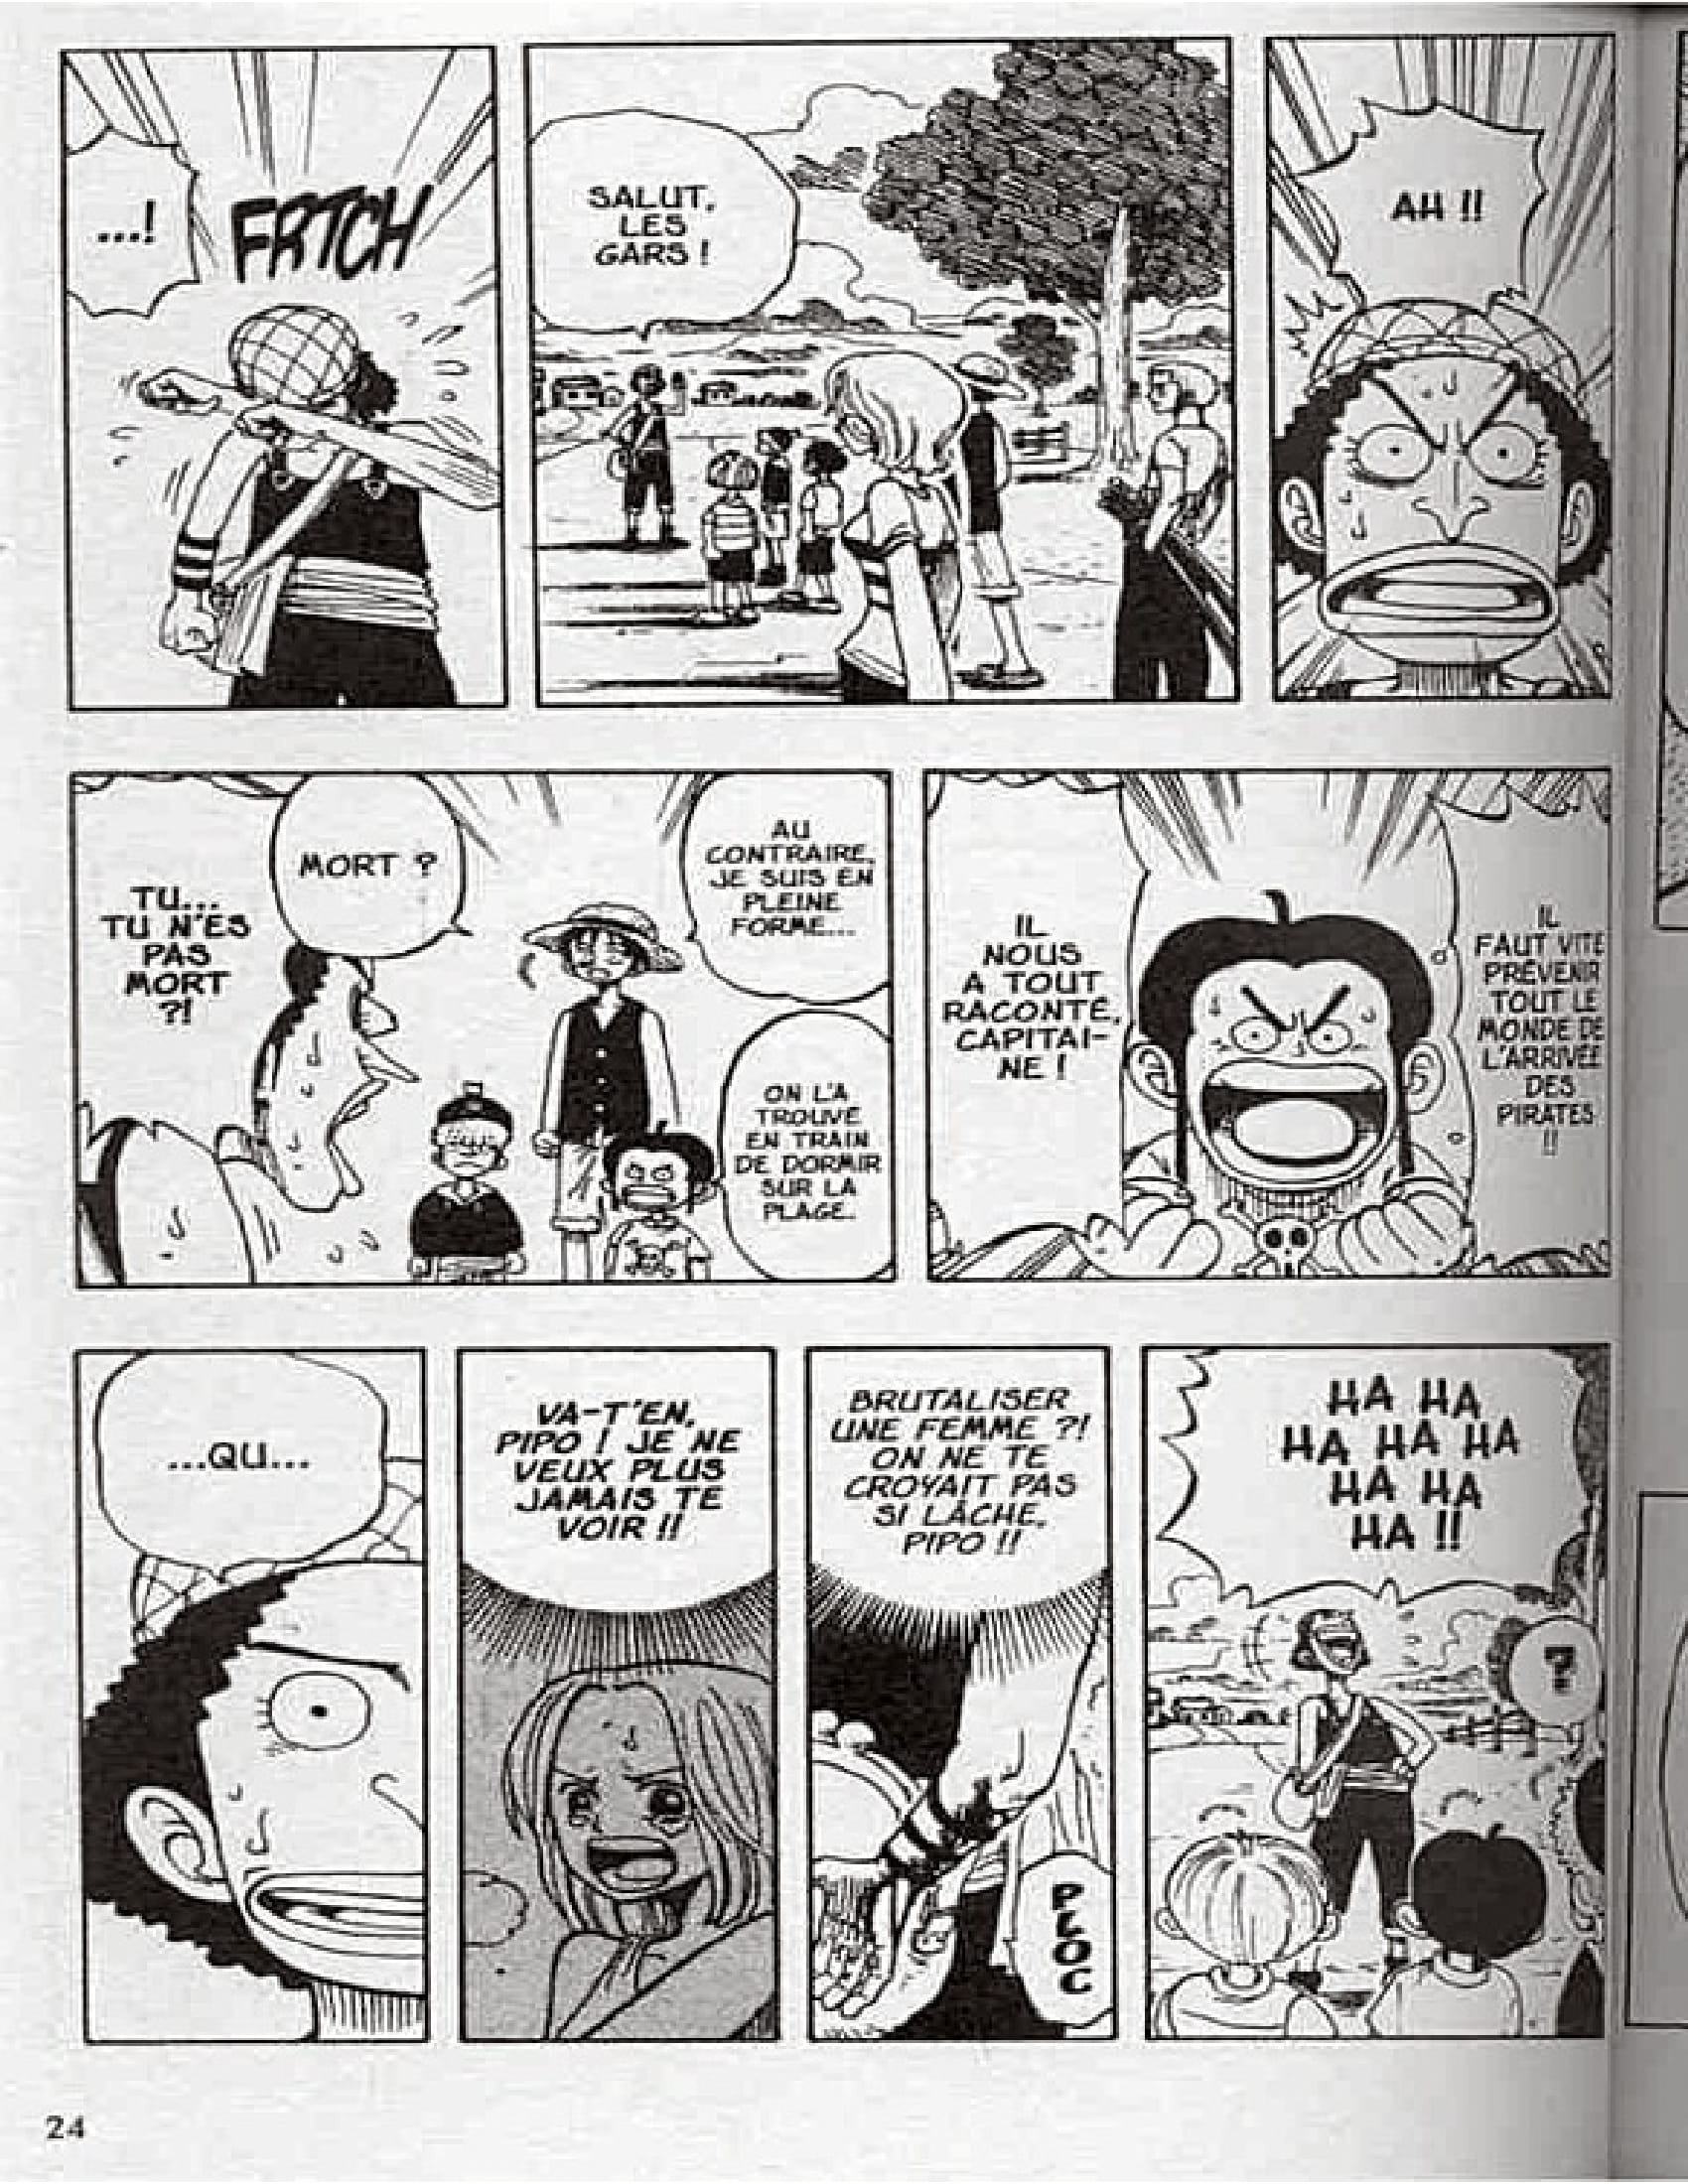 ...!
FRTCH
SALUT,
LES
GARS !
AH !!
TU...
TU N'ES
PAS
MORT
?!
MORT ?
AU
CONTRAIRE,
JE SUIS EN
PLEINE
FORME...
ON L'A
TROUVÉ
EN TRAIN
DE DORMIR
SUR LA
PLAGE.
IL
NOUS
A TOUT
RACONTÉ,
CAPITAI-
NE !
IL
FAUT VITE
PRÉVENIR
TOUT LE
MONDE DE
L'ARRIVÉE
DES
PIRATES
!!
...QU...
VA-T'EN,
PIPO ! JE NE
VEUX PLUS
JAMAIS TE
VOIR !!
BRUTALISER
UNE FEMME ?!
ON NE TE
CROYAIT PAS
SI LÂCHE,
PIPO !!
PLOC
HA HA
HA HA HA
HA HA
HA !!
?
24